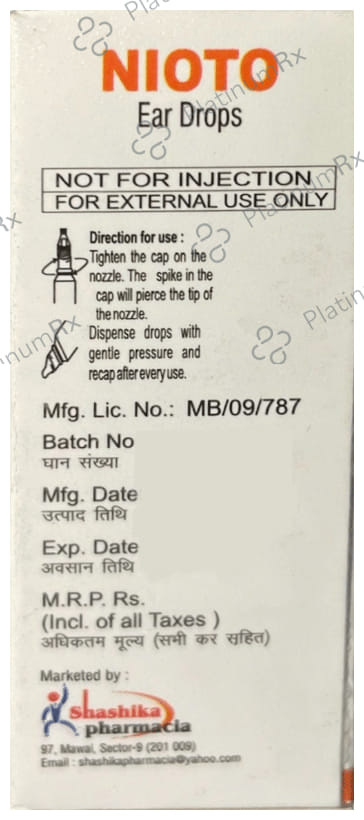 NIOTO
Ear Drops
NOT FOR INJECTION
FOR EXTERNAL USE ONLY
Direction for use :
Tighten the cap on the
nozzle. The spike in the
cap will pierce the tip of
the nozzle.
Dispense drops with
gentle pressure and
recap after every use.
Mfg. Lic. No.: MB/09/787
Batch No
घान संख्या
Mfg. Date
उत्पाद तिथि
Exp. Date
अवसान तिथि
M.R.P. Rs.
(Incl. of all Taxes )
अधिकतम मूल्य (सभी कर सहित)
Marketed by :
Shashika
pharmacia
97, Mawai, Sector-9 (201 009)
Email : shashikapharmacia@yahoo.com
PlatinumRx
PlatinumRx
PlatinumRx